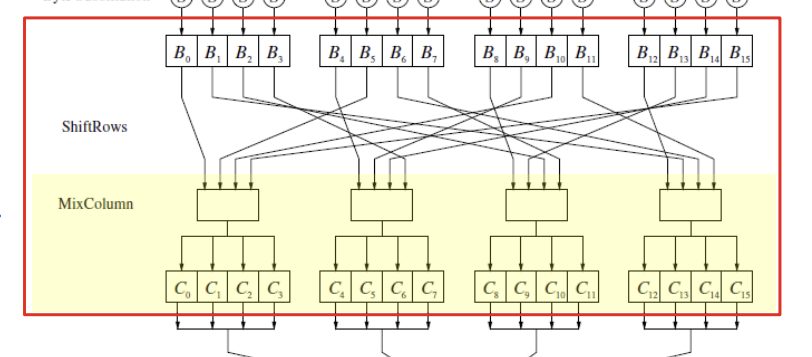 B₀ B₁ B₂ B₃ B₄ B₅ B₆ B₇ B₈ B₉ B₁₀ B₁₁ B₁₂ B₁₃ B₁₄ B₁₅
ShiftRows
MixColumn
C₀ C₁ C₂ C₃ C₄ C₅ C₆ C₇ C₈ C₉ C₁₀ C₁₁ C₁₂ C₁₃ C₁₄ C₁₅